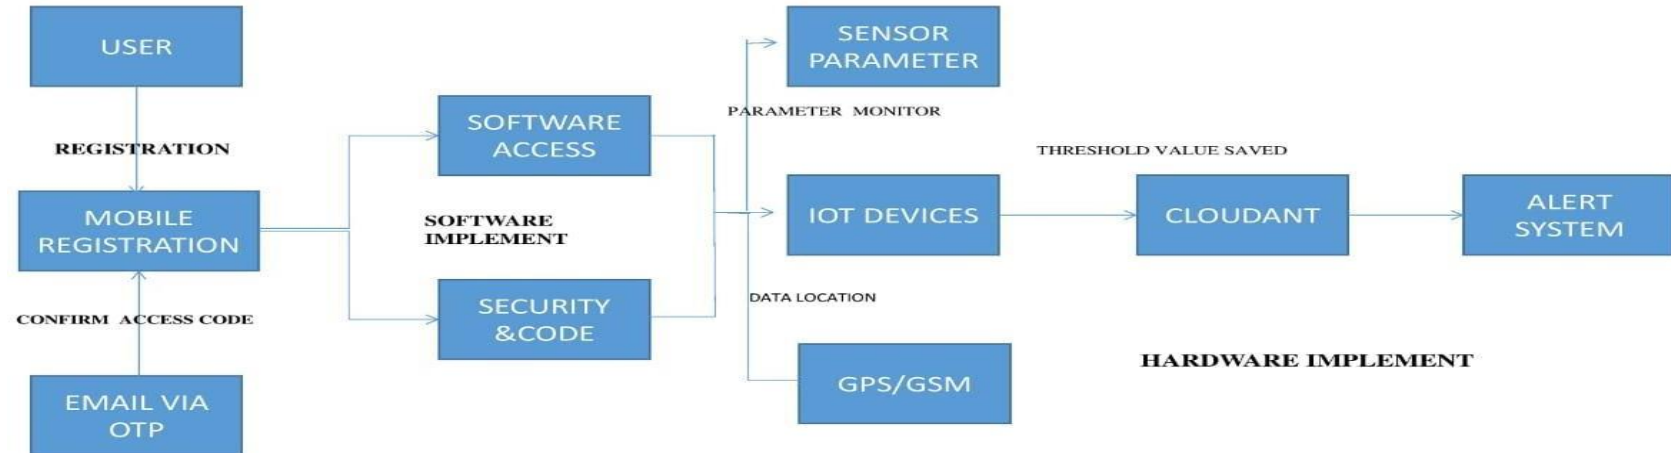 USER
REGISTRATION
MOBILE
REGISTRATION
CONFIRM ACCESS CODE
EMAIL VIA
OTP
SOFTWARE
ACCESS
SOFTWARE
IMPLEMENT
SECURITY
&CODE
SENSOR
PARAMETER
PARAMETER MONITOR
IOT DEVICES
DATA LOCATION
GPS/GSM
THRESHOLD VALUE SAVED
CLOUDANT
ALERT
SYSTEM
HARDWARE IMPLEMENT